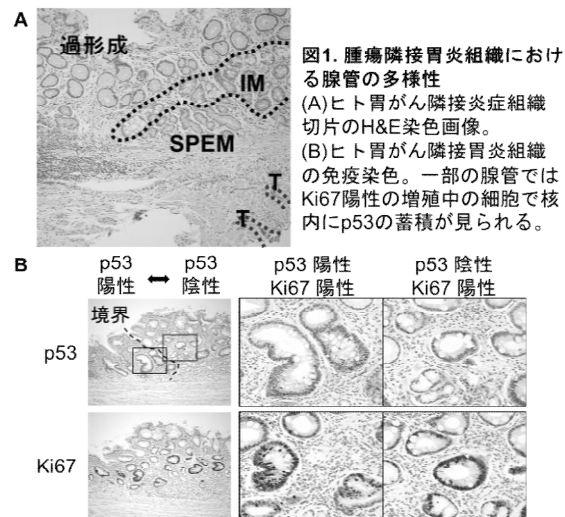 A
過形成
IM
SPEM
T
T
図1. 腫瘍隣接胃炎組織におけ
る腺管の多様性
(A)ヒト胃がん隣接炎症組織
切片のH&E染色画像。
(B)ヒト胃がん隣接胃炎組織
の免疫染色。一部の腺管では
Ki67陽性の増殖中の細胞で核
内にp53の蓄積が見られる。
B
p53 ⬌ p53
陽性 陰性
p53 陽性
Ki67 陽性
p53 陰性
Ki67 陽性
境界
p53
Ki67